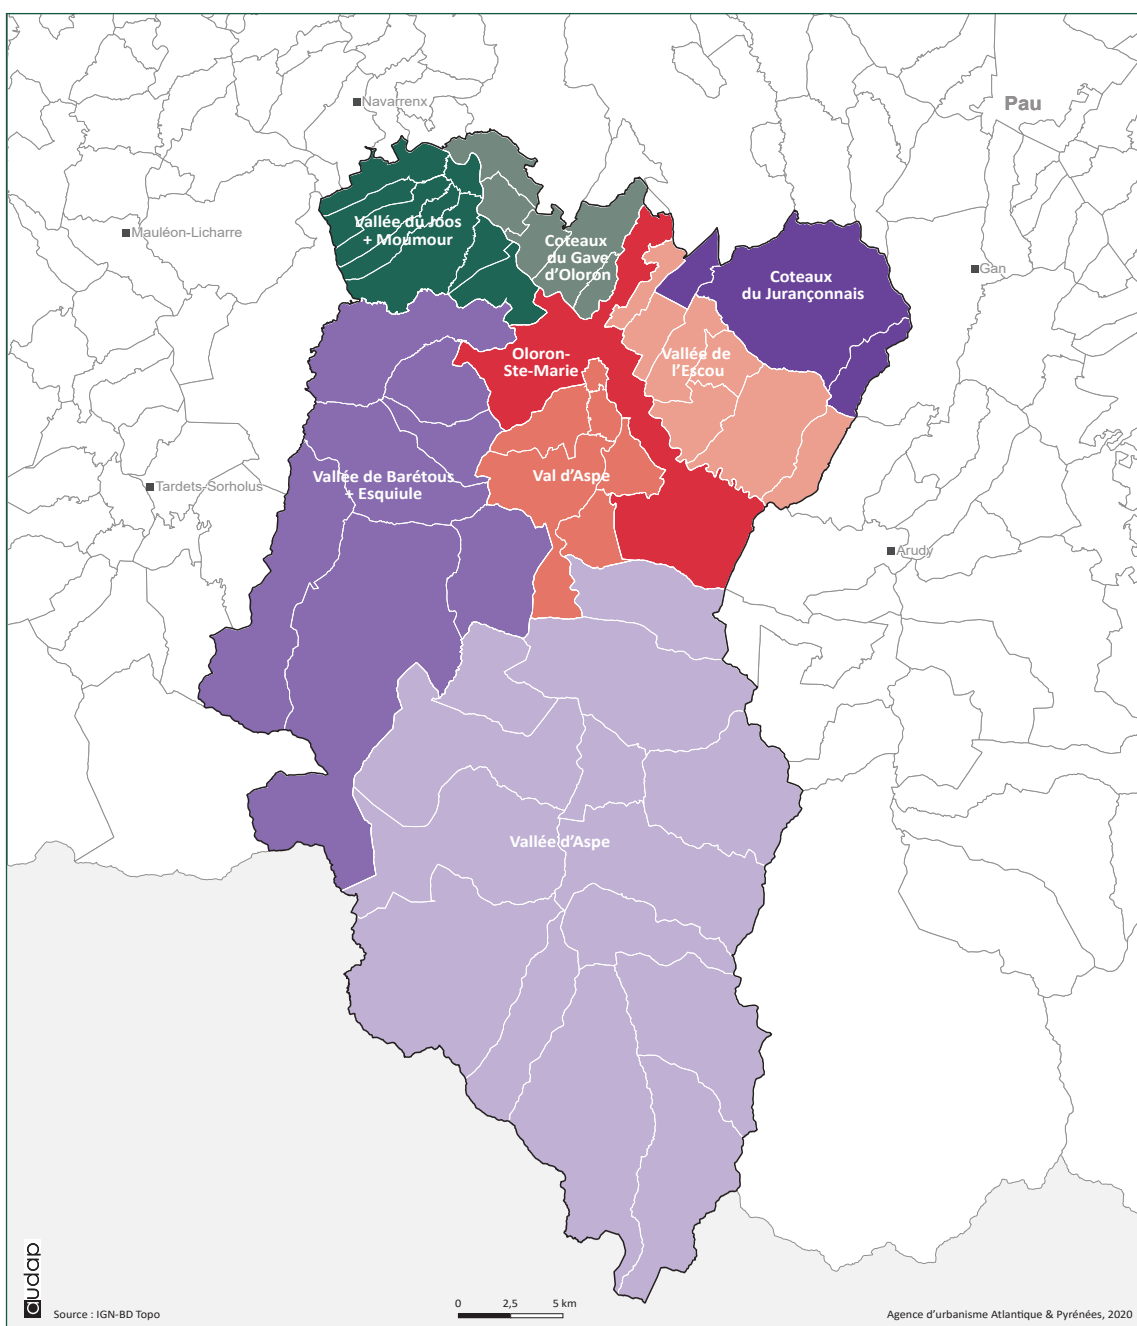 Navarrenx
Pau
Vallée du Joos
+ Moumour
Mauléon-Licharre
Coteaux
du Gave
d'Oloron
Gan
Coteaux
du Jurançonnais
Oloron-
Ste-Marie
Vallée de
l'Escou
Vallée de Barétous
+ Esquiule
Val d'Aspe
Tardets-Sorholus
Arudy
Vallée d'Aspe
audap
Source : IGN-BD Topo
0 2,5 5 km
Agence d'urbanisme Atlantique & Pyrénées, 2020